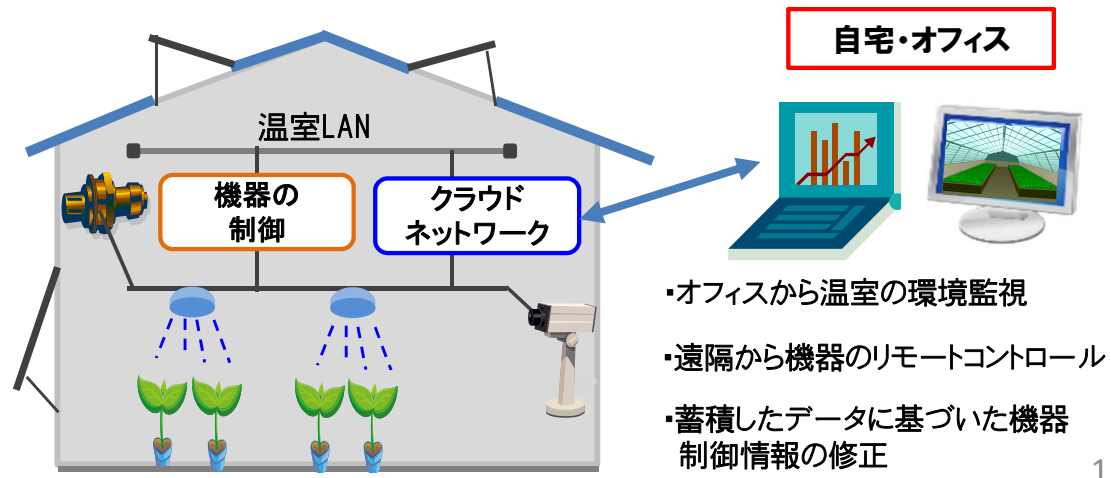 自宅・オフィス
温室LAN
機器の
制御
クラウド
ネットワーク
・オフィスから温室の環境監視
・遠隔から機器のリモートコントロール
・蓄積したデータに基づいた機器
制御情報の修正
1